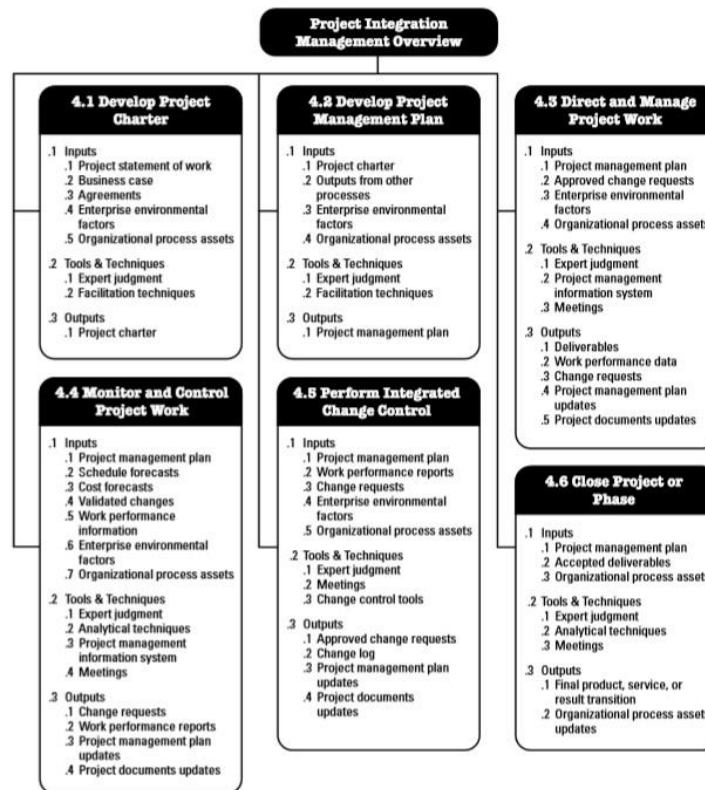 Project Integration
Management Overview
4.1 Develop Project
Charter
.1 Inputs
.1 Project statement of work
.2 Business case
.3 Agreements
.4 Enterprise environmental
factors
.5 Organizational process assets
.2 Tools & Techniques
.1 Expert judgment
.2 Facilitation techniques
.3 Outputs
.1 Project charter
4.2 Develop Project
Management Plan
.1 Inputs
.1 Project charter
.2 Outputs from other
processes
.3 Enterprise environmental
factors
.4 Organizational process assets
.2 Tools & Techniques
.1 Expert judgment
.2 Facilitation techniques
.3 Outputs
.1 Project management plan
4.3 Direct and Manage
Project Work
.1 Inputs
.1 Project management plan
.2 Approved change requests
.3 Enterprise environmental
factors
.4 Organizational process assets
.2 Tools & Techniques
.1 Expert judgment
.2 Project management
information system
.3 Meetings
.3 Outputs
.1 Deliverables
.2 Work performance data
.3 Change requests
.4 Project management plan
updates
.5 Project documents updates
4.4 Monitor and Control
Project Work
.1 Inputs
.1 Project management plan
.2 Schedule forecasts
.3 Cost forecasts
.4 Validated changes
.5 Work performance
information
.6 Enterprise environmental
factors
.7 Organizational process assets
.2 Tools & Techniques
.1 Expert judgment
.2 Analytical techniques
.3 Project management
information system
.4 Meetings
.3 Outputs
.1 Change requests
.2 Work performance reports
.3 Project management plan
updates
.4 Project documents updates
4.5 Perform Integrated
Change Control
.1 Inputs
.1 Project management plan
.2 Work performance reports
.3 Change requests
.4 Enterprise environmental
factors
.5 Organizational process assets
.2 Tools & Techniques
.1 Expert judgment
.2 Meetings
.3 Change control tools
.3 Outputs
.1 Approved change requests
.2 Change log
.3 Project management plan
updates
.4 Project documents
updates
4.6 Close Project or
Phase
.1 Inputs
.1 Project management plan
.2 Accepted deliverables
.3 Organizational process assets
.2 Tools & Techniques
.1 Expert judgment
.2 Analytical techniques
.3 Meetings
.3 Outputs
.1 Final product, service, or
result transition
.2 Organizational process assets
updates